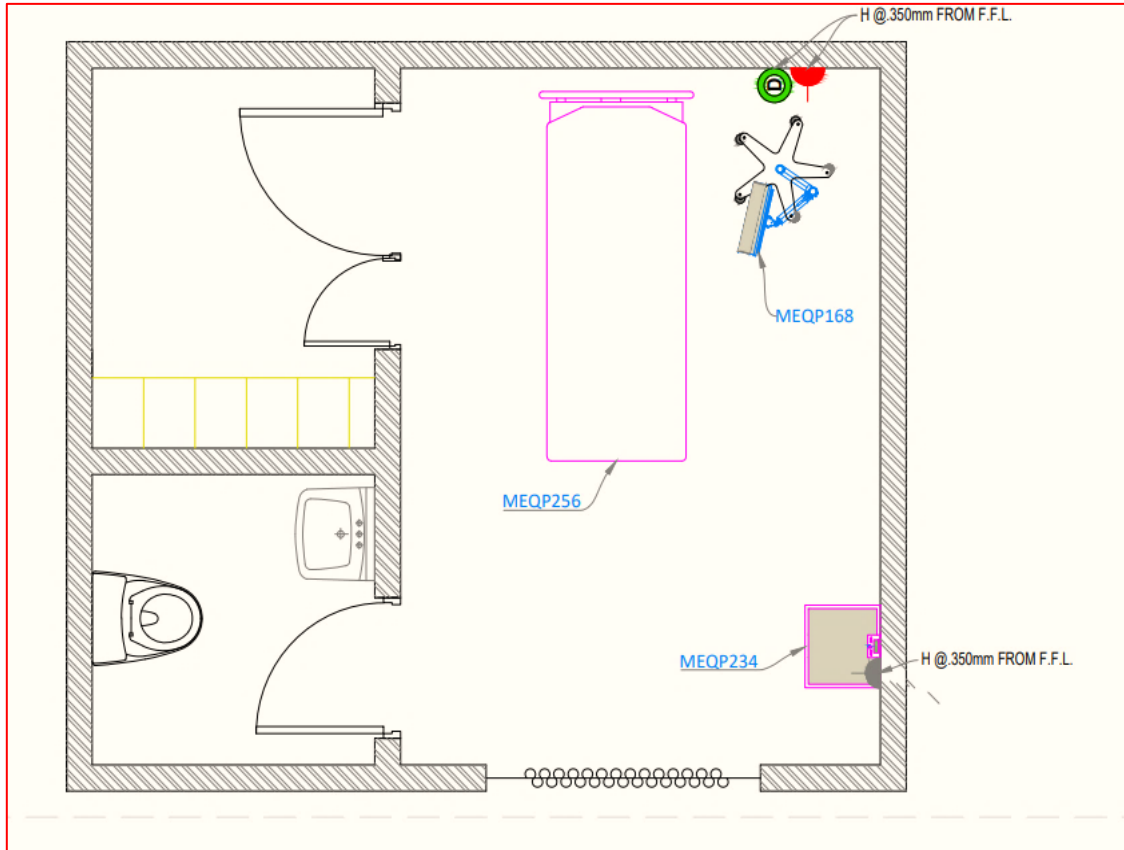 H @.350mm FROM F.F.L.
D
MEQP168
MEQP256
MEQP234
H @.350mm FROM F.F.L.